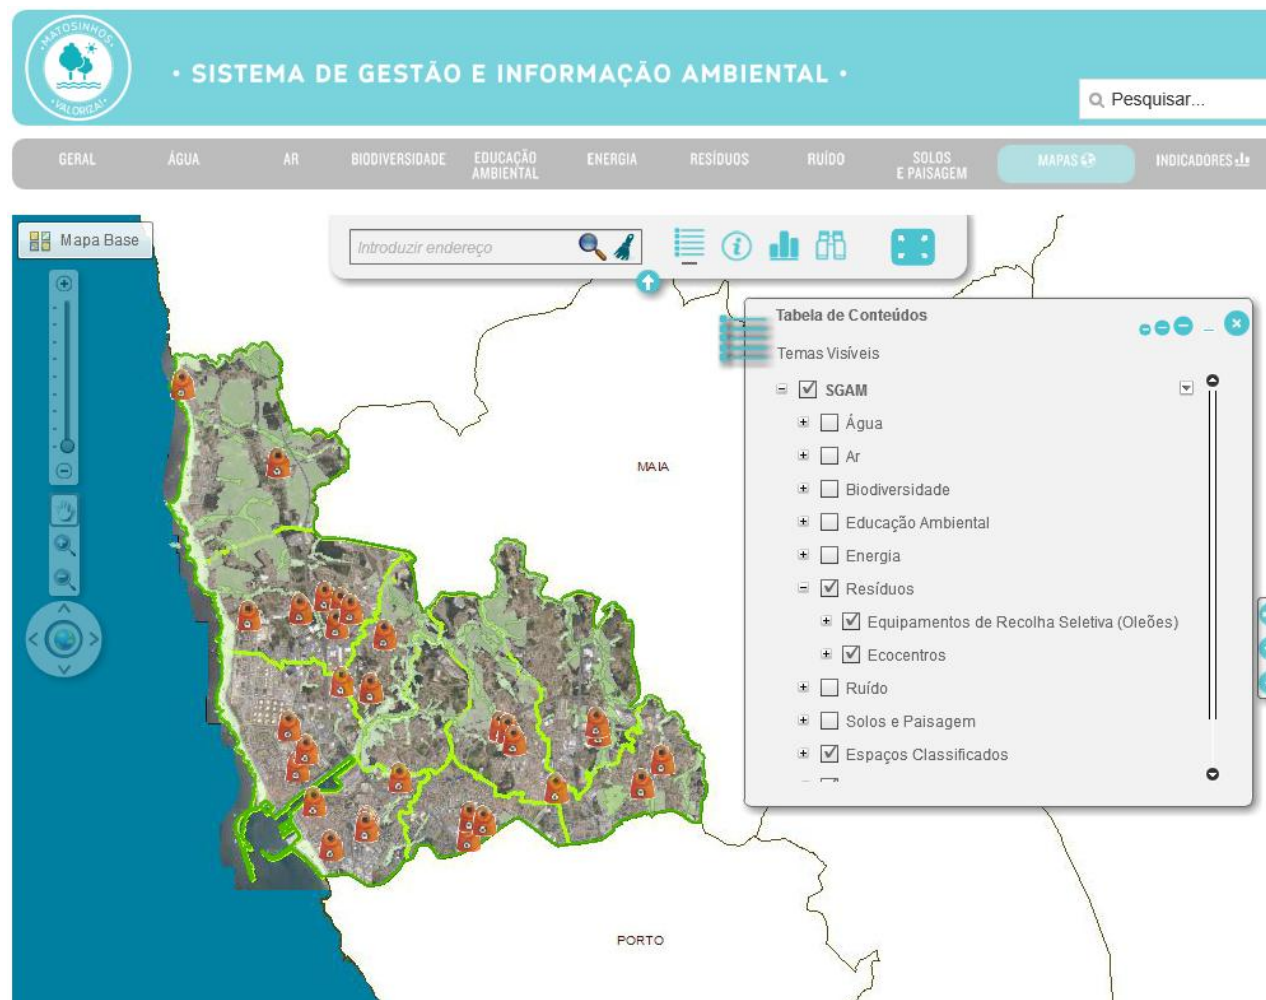 MATOSINHOS
VALORIZA!
• SISTEMA DE GESTÃO E INFORMAÇÃO AMBIENTAL •
Pesquisar...
GERAL
ÁGUA
AR
BIODIVERSIDADE
EDUCAÇÃO
AMBIENTAL
ENERGIA
RESÍDUOS
RUÍDO
SOLOS
E PAISAGEM
MAPAS
INDICADORES
Mapa Base
Introduzir endereço
Tabela de Conteúdos
Temas Visíveis
SGAM
Água
Ar
Biodiversidade
Educação Ambiental
Energia
Resíduos
Equipamentos de Recolha Seletiva (Oleões)
Ecocentros
Ruído
Solos e Paisagem
Espaços Classificados
MAIA
PORTO